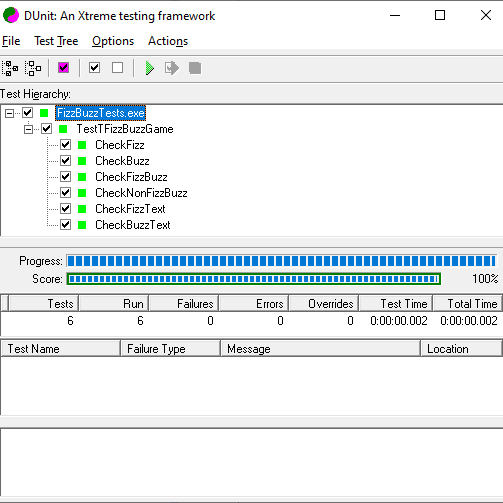 DUnit: An Xtreme testing framework
File Test Tree Options Actions
Test Hierarchy:
FizzBuzzTests.exe
TestTFizzBuzzGame
CheckFizz
CheckBuzz
CheckFizzBuzz
CheckNonFizzBuzz
CheckFizzText
CheckBuzzText
Progress:
Score: 100%
Tests Run Failures Errors Overrides Test Time Total Time
6 6 0 0 0 0:00:00.002 0:00:00.002
Test Name Failure Type Message Location